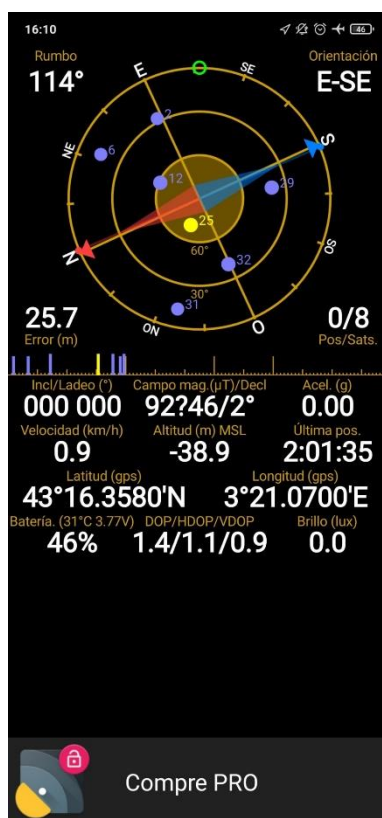 16:10
46
Rumbo
Orientación
114°
E-SE
E
SE
S
SO
O
NO
N
NE
2
6
12
29
25
60°
32
30°
31
25.7
0/8
Error (m)
Pos/Sats.
Incl/Ladeo (°) Campo mag.(µT)/Decl Acel. (g)
000 000 92?46/2° 0.00
Velocidad (km/h) Altitud (m) MSL Última pos.
0.9 -38.9 2:01:35
Latitud (gps) Longitud (gps)
43°16.3580'N 3°21.0700'E
Batería. (31°C 3.77V) DOP/HDOP/VDOP Brillo (lux)
46% 1.4/1.1/0.9 0.0
Compre PRO